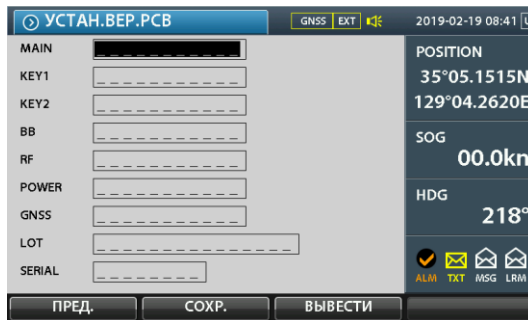 УСТАН.ВЕР.PCB
GNSS EXT
2019-02-19 08:41
MAIN _ _ _ _ _ _ _ _ _ _
KEY1 _ _ _ _ _ _ _ _ _ _
KEY2 _ _ _ _ _ _ _ _ _ _
BB _ _ _ _ _ _ _ _ _ _
RF _ _ _ _ _ _ _ _ _ _
POWER _ _ _ _ _ _ _ _ _ _
GNSS _ _ _ _ _ _ _ _ _ _
LOT _ _ _ _ _ _ _ _ _ _ _ _ _ _
SERIAL _ _ _ _ _ _ _
POSITION
35°05.1515N
129°04.2620E
SOG
00.0kn
HDG
218°
ALM TXT MSG LRM
ПРЕД. СОХР. ВЫВЕСТИ